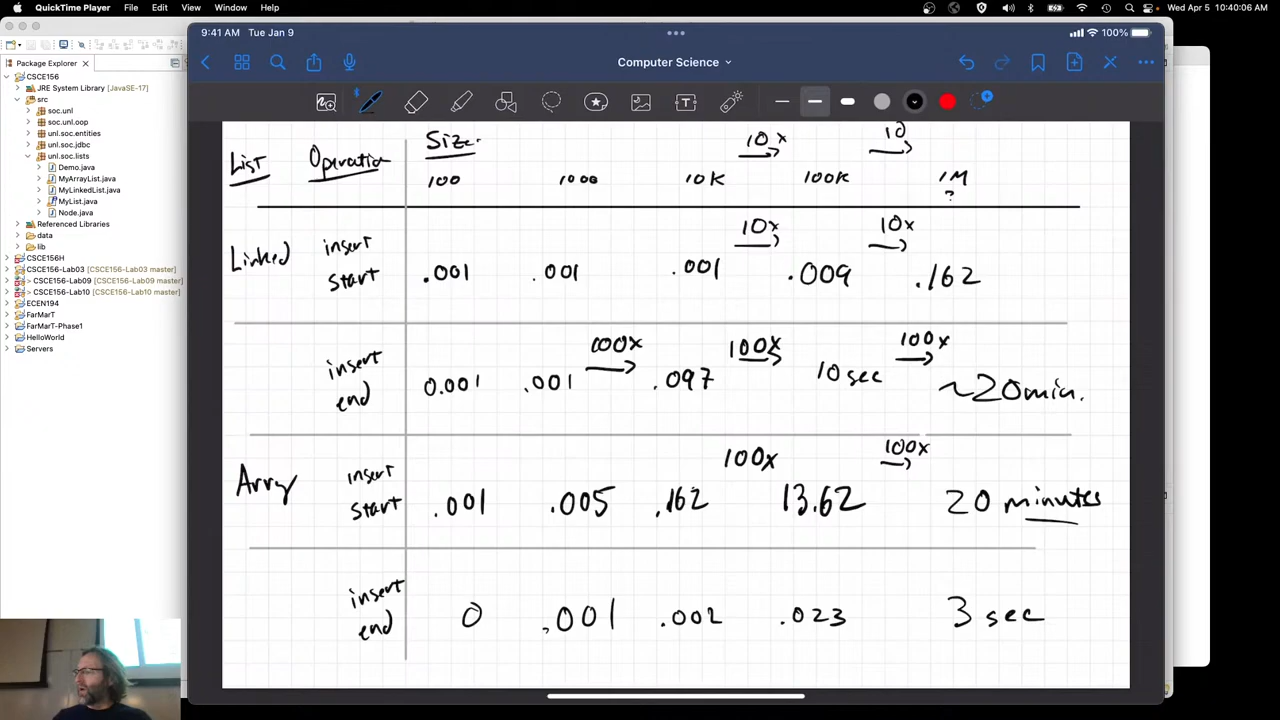 QuickTime Player File Edit View Window Help
Wed Apr 5 10:40:06 AM
9:41 AM Tue Jan 9
100%
Computer Science
Package Explorer
CSCE156
JRE System Library [JavaSE-17]
src
soc.unl
unl.soc.entities
unl.soc.jdbc
unl.soc.lists
Demo.java
MyArrayList.java
MyLinkedList.java
MyList.java
Node.java
Referenced Libraries
data
lib
CSCE156H
CSCE156-Lab03 [CSCE156-Lab03 master]
> CSCE156-Lab09 [CSCE156-Lab09 master]
> CSCE156-Lab10 [CSCE156-Lab10 master]
ECEN194
FarMarT
FarMarT-Phase1
HelloWorld
Servers
Size
10x 10
List Operation
100 1000 10K 100K 1M
?
10x 10x
Linked insert
start .001 .001 .001 .009 .162
100x 100x 100x
insert
end 0.001 .001 .097 10 sec ~20 min.
100x 100x
Array insert
start .001 .005 .162 13.62 20 minutes
insert
end 0 .001 .002 .023 3 sec